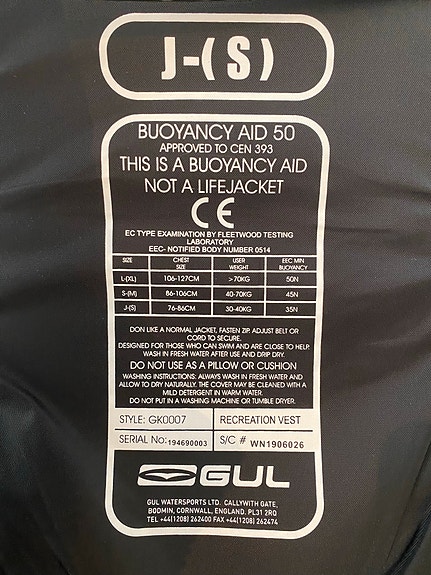 J-(S)
BUOYANCY AID 50
APPROVED TO CEN 393
THIS IS A BUOYANCY AID
NOT A LIFEJACKET
CE
EC TYPE EXAMINATION BY FLEETWOOD TESTING
LABORATORY
EEC- NOTIFIED BODY NUMBER 0514
SIZE CHEST SIZE USER WEIGHT EEC MIN BUOYANCY
L-(XL) 106-127CM >70KG 50N
S-(M) 86-106CM 40-70KG 45N
J-(S) 76-86CM 30-40KG 35N
DON LIKE A NORMAL JACKET, FASTEN ZIP, ADJUST BELT OR
CORD TO SECURE.
DESIGNED FOR THOSE WHO CAN SWIM AND ARE CLOSE TO HELP.
WASH IN FRESH WATER AFTER USE AND DRIP DRY.
DO NOT USE AS A PILLOW OR CUSHION
WASHING INSTRUCTIONS: ALWAYS WASH IN FRESH WATER AND
ALLOW TO DRY NATURALLY. THE COVER MAY BE CLEANED WITH A
MILD DETERGENT IN WARM WATER.
DO NOT PUT IN A WASHING MACHINE OR TUMBLE DRYER.
STYLE: GK0007 RECREATION VEST
SERIAL No: 194690003 S/C # WN1906026
GUL
GUL WATERSPORTS LTD. CALLYWITH GATE,
BODMIN, CORNWALL, ENGLAND, PL31 2RQ
TEL +44(1208) 262400 FAX +44(1208) 262474